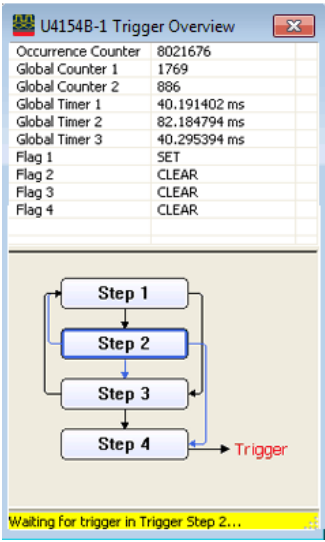 U4154B-1 Trigger Overview
Occurrence Counter 8021676
Global Counter 1 1769
Global Counter 2 886
Global Timer 1 40.191402 ms
Global Timer 2 82.184794 ms
Global Timer 3 40.295394 ms
Flag 1 SET
Flag 2 CLEAR
Flag 3 CLEAR
Flag 4 CLEAR
Step 1
Step 2
Step 3
Step 4
Trigger
Waiting for trigger in Trigger Step 2...